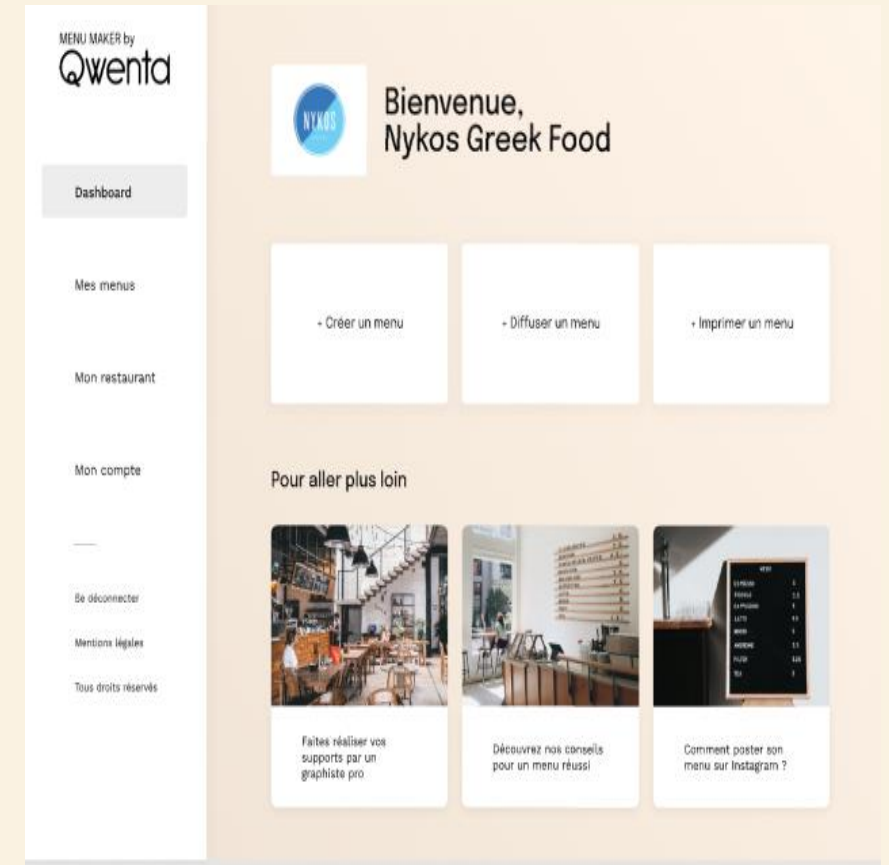 MENU MAKER by
Qwenta
Dashboard
Mes menus
Mon restaurant
Mon compte
Se déconnecter
Mentions légales
Tous droits réservés
NYKOS
Bienvenue,
Nykos Greek Food
+ Créer un menu
+ Diffuser un menu
+ Imprimer un menu
Pour aller plus loin
Faites réaliser vos
supports par un
graphiste pro
Découvrez nos conseils
pour un menu réussi
Comment poster son
menu sur Instagram ?